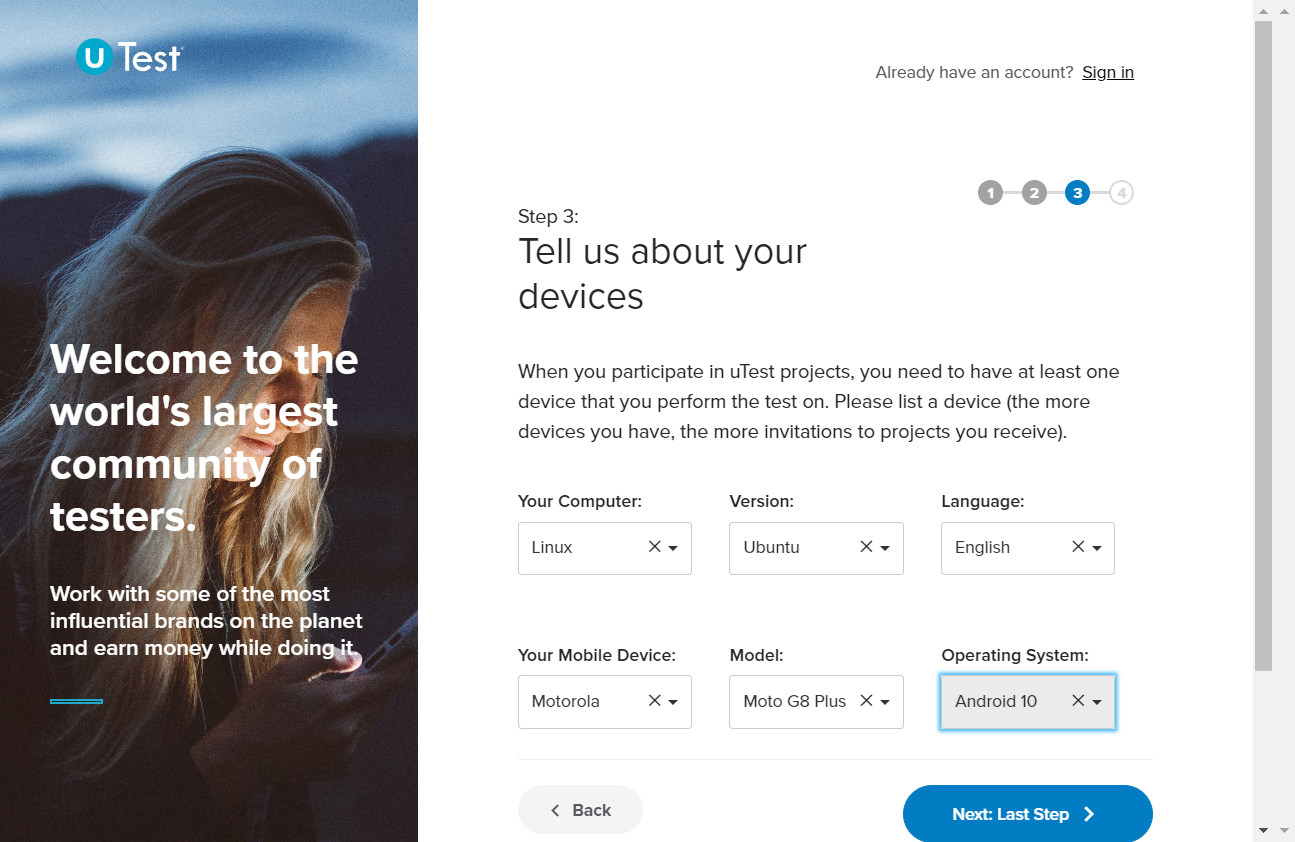 U Test
Already have an account? Sign in
1 2 3 4
Step 3:
Tell us about your
devices
Welcome to the
world's largest
community of
testers.
Work with some of the most
influential brands on the planet
and earn money while doing it.
When you participate in uTest projects, you need to have at least one
device that you perform the test on. Please list a device (the more
devices you have, the more invitations to projects you receive).
Your Computer: Version: Language:
Linux Ubuntu English
Your Mobile Device: Model: Operating System:
Motorola Moto G8 Plus Android 10
Back Next: Last Step